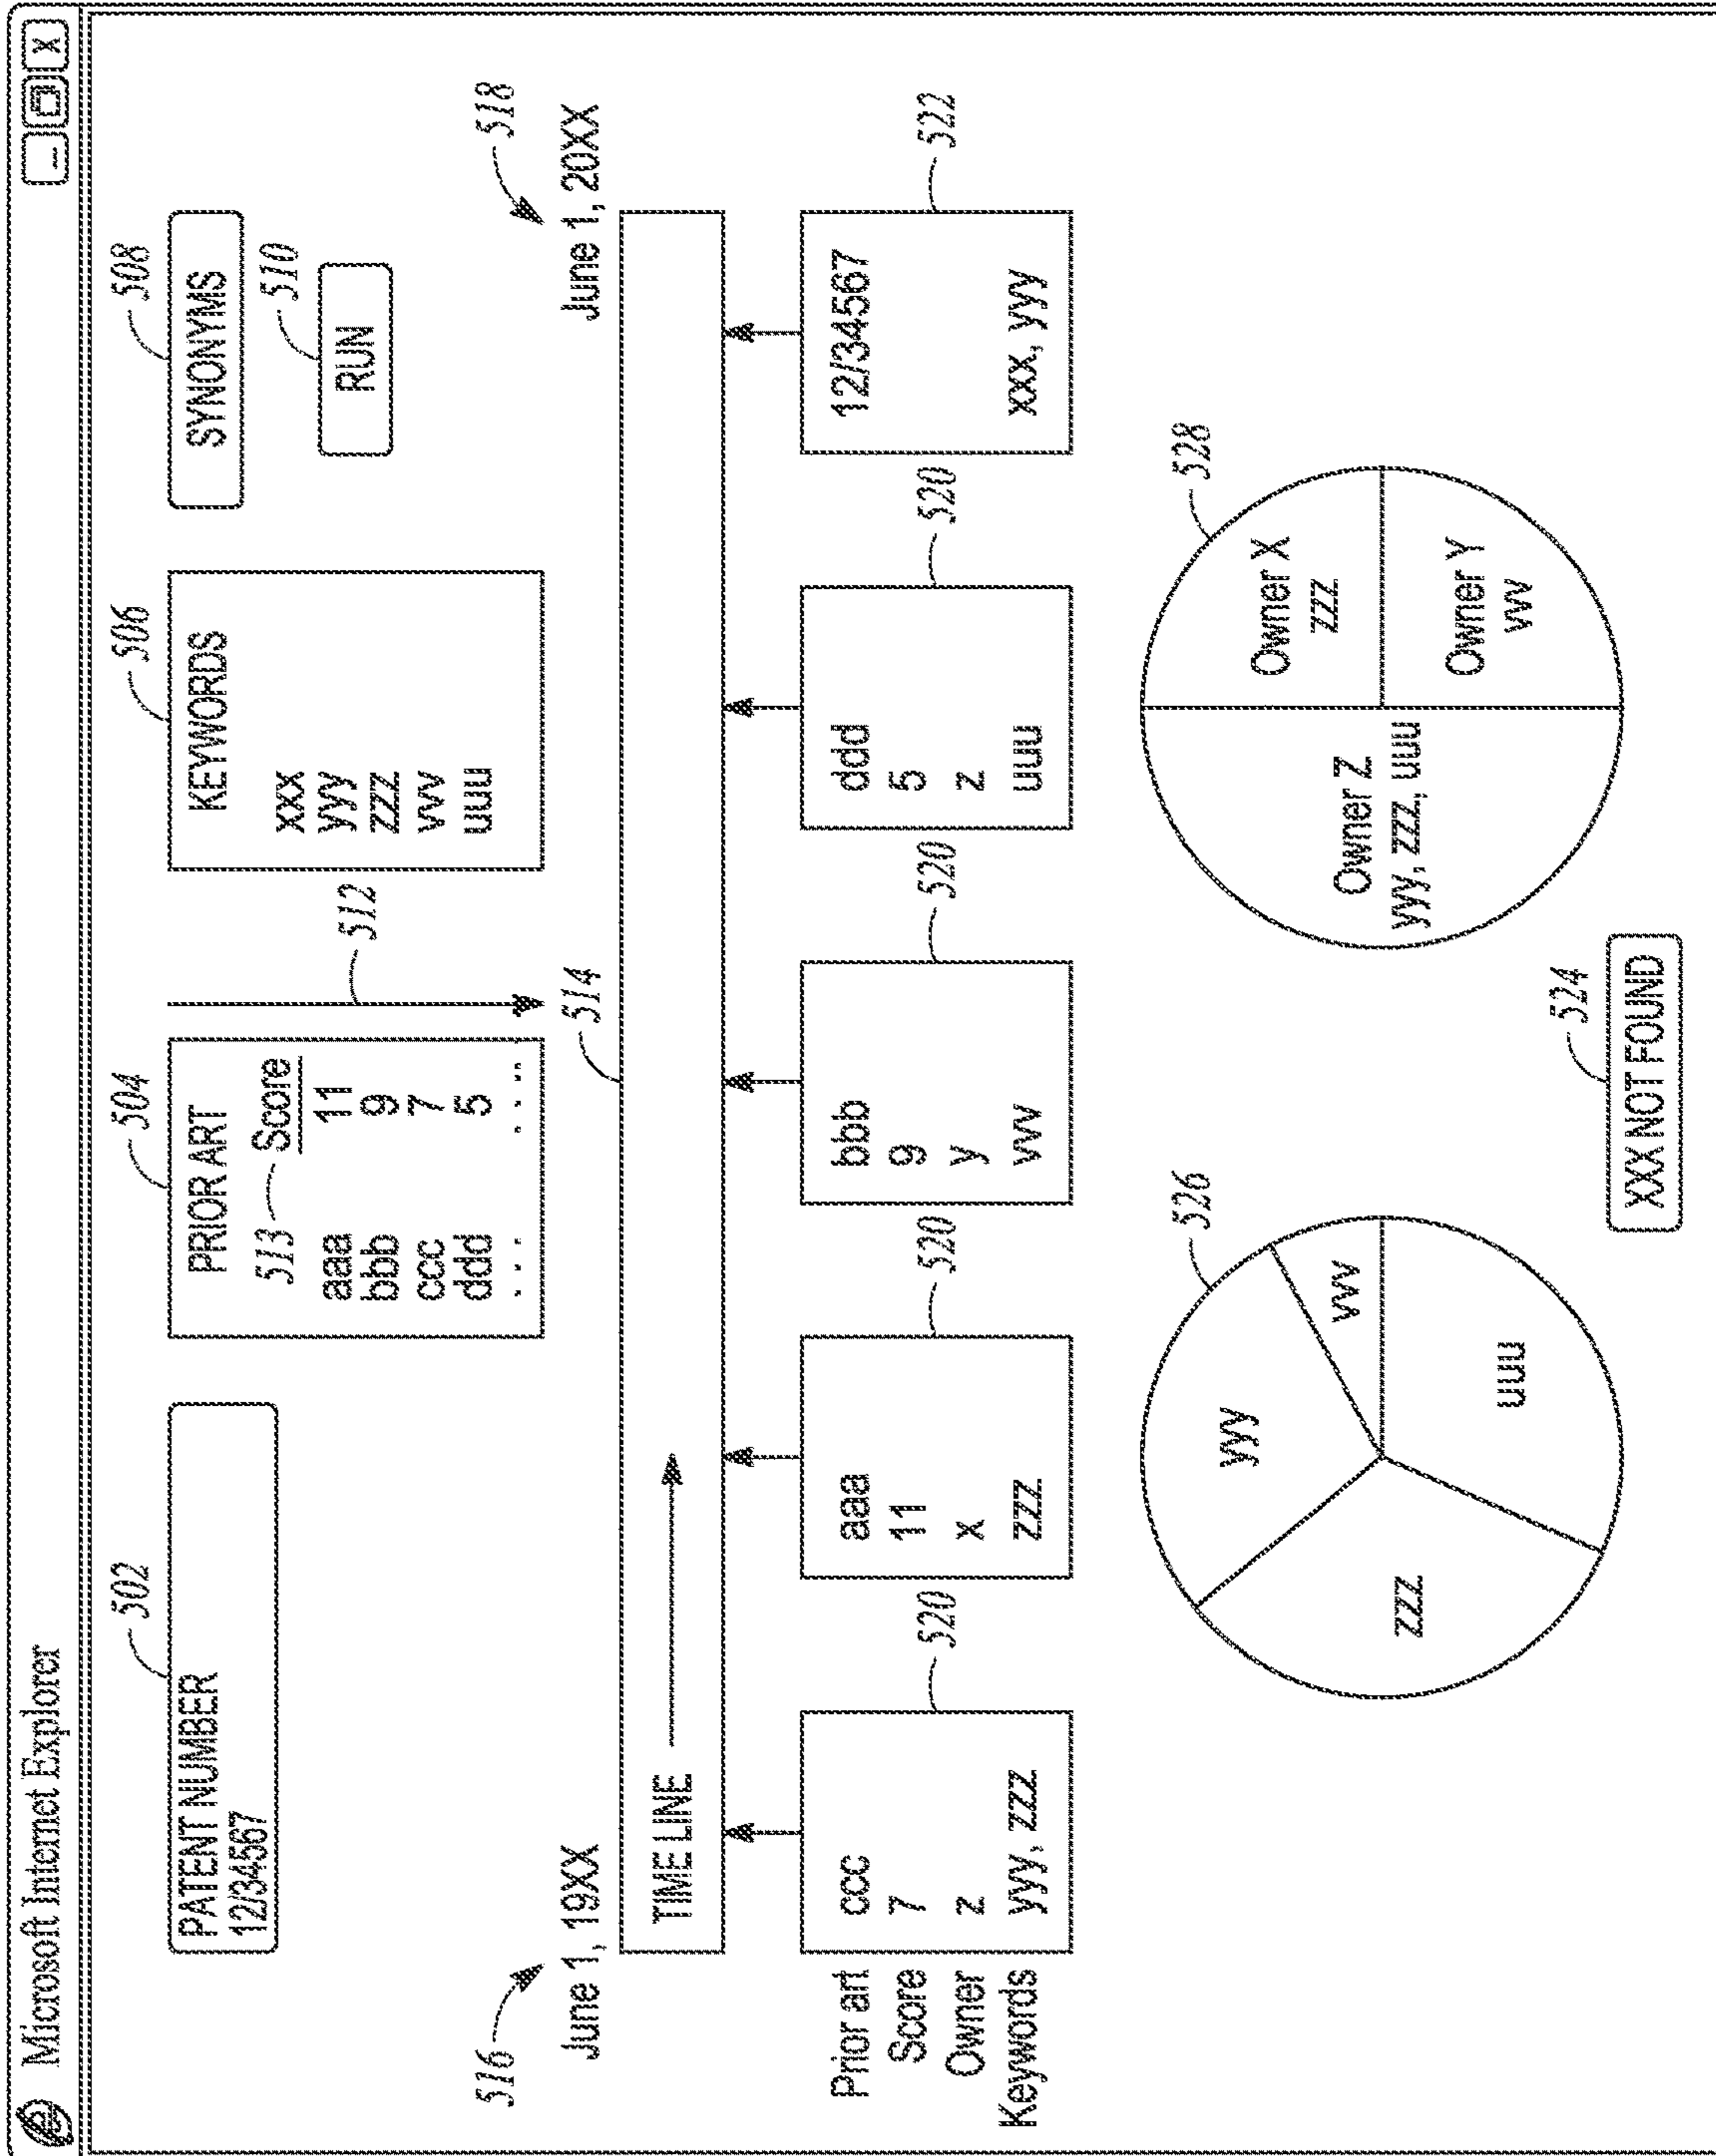 Microsoft Internet Explorer
502
504
506
508
PATENT NUMBER
12/34567
PRIOR ART
513 Score
aaa 11
bbb 9
ccc 7
ddd 5
. . . . . .
512
KEYWORDS
xxx
yyy
zzz
vvv
uuu
SYNONYMS
510
RUN
516
518
June 1, 19XX
514
June 1, 20XX
TIME LINE
Prior art
Score
Owner
Keywords
ccc
7
z
yyy, zzz
520
aaa
11
x
zzz
520
bbb
9
y
vvv
520
ddd
5
z
uuu
520
12/34567
xxx, yyy
522
526
yyy
vvv
zzz
uuu
528
Owner Z
yyy, zzz, uuu
Owner X
zzz
Owner Y
vvv
524
XXX NOT FOUND